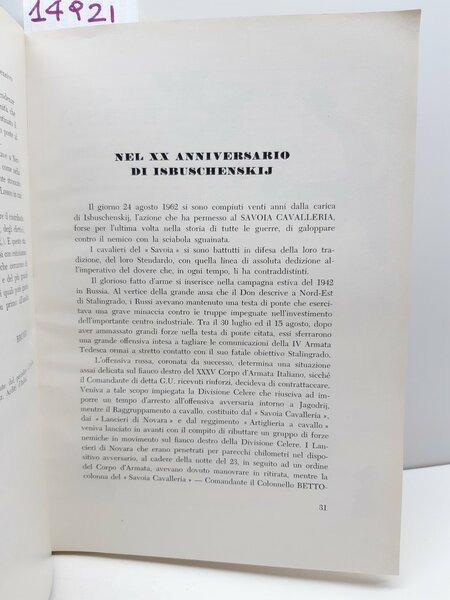 14921
NEL XX ANNIVERSARIO
DI ISBUSCHENSKIJ
Il giorno 24 agosto 1962 si sono compiuti venti anni dalla carica
di Isbuschenskij, l'azione che ha permesso al SAVOIA CAVALLERIA,
forse per l'ultima volta nella storia di tutte le guerre, di galoppare
contro il nemico con la sciabola sguainata.
I cavalieri del « Savoia » si sono battuti in difesa della loro tra-
dizione, del loro Stendardo, con quella linea di assoluta dedizione al-
l'imperativo del dovere che, in ogni tempo, li ha contraddistinti.
Il glorioso fatto d'arme si inserisce nella campagna estiva del 1942
in Russia. Al vertice della grande ansa che il Don descrive a Nord-Est
di Stalingrado, i Russi avevano mantenuto una testa di ponte che eserci-
tava una grave minaccia contro le truppe impegnate nell'investimento
dell'importante centro industriale. Tra il 30 luglio ed il 15 agosto, dopo
aver ammassato grandi forze nella testa di ponte citata, essi sferrarono
una grande offensiva intesa a tagliare le comunicazioni della IV Armata
Tedesca ormai a stretto contatto con il suo fatale obiettivo Stalingrado.
L'offensiva rossa, coronata da successo, determina una situazione
assai delicata sul fianco destro del XXXV Corpo d'Armata Italiano, sicchè
il Comandante di detta G.U. ricevuti rinforzi, decideva di contrattaccare.
Veniva a tale scopo impiegata la Divisione Celere che riusciva ad im-
porre un tempo d'arresto all'offensiva avversaria intorno a Jagodrij,
mentre il Raggruppamento a cavallo, costituito dal « Savoia Cavalleria »,
dai « Lancieri di Novara » e dal reggimento « Artiglieria a cavallo »
veniva lanciato in avanti con il compito di ributtare un gruppo di forze
nemiche in movimento sul fianco destro della Divisione Celere. I Lan-
cieri di Novara che erano penetrati per parecchi chilometri nel dispo-
sitivo avversario, al cadere della notte del 23, in seguito ad un ordine
del Corpo d'Armata, avevano dovuto manovrare in ritirata, mentre la
colonna del « Savoia Cavalleria » — Comandante il Colonnello BETTO-
31